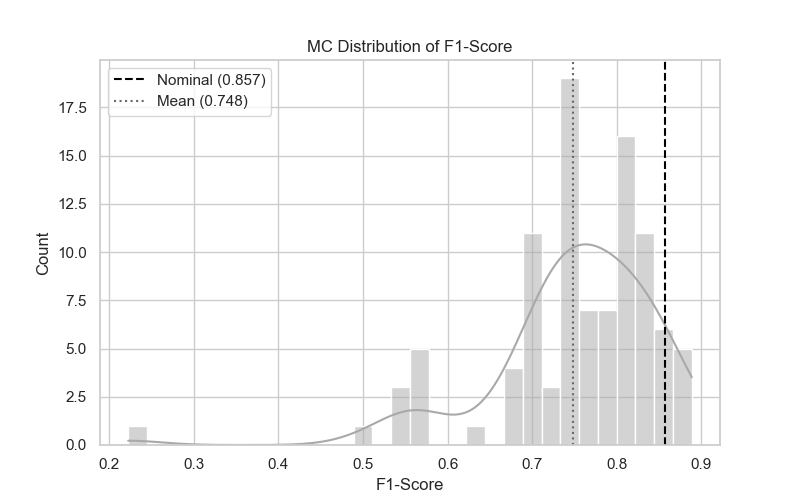 MC Distribution of F1-Score
Nominal (0.857)
Mean (0.748)
17.5
15.0
12.5
10.0
7.5
5.0
2.5
0.0
Count
0.2 0.3 0.4 0.5 0.6 0.7 0.8 0.9
F1-Score